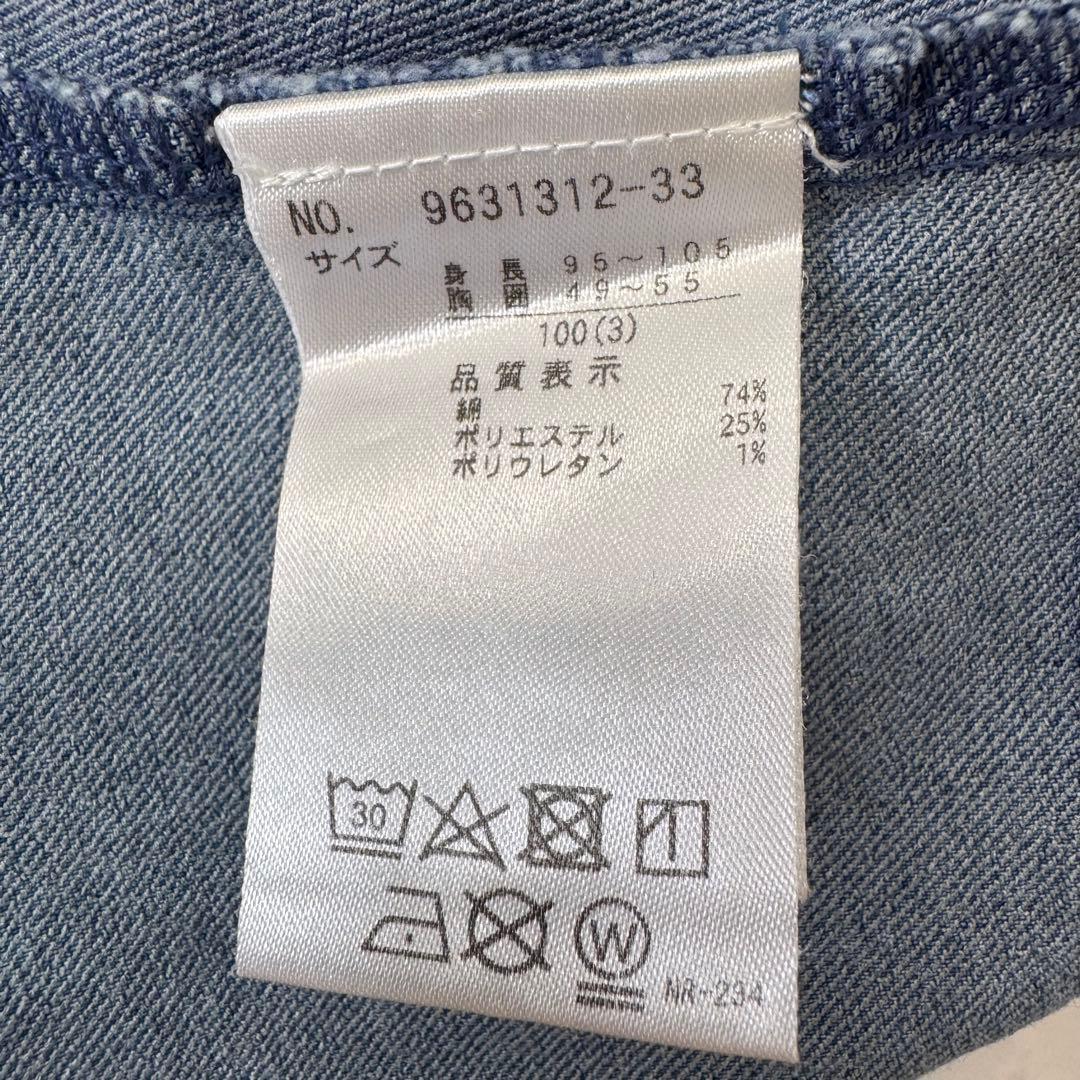 NO. 9631312-33
サイズ 身長 95～105
胸囲 49～55
100(3)
品質表示
綿 74%
ポリエステル 25%
ポリウレタン 1%
30
W
NR-234